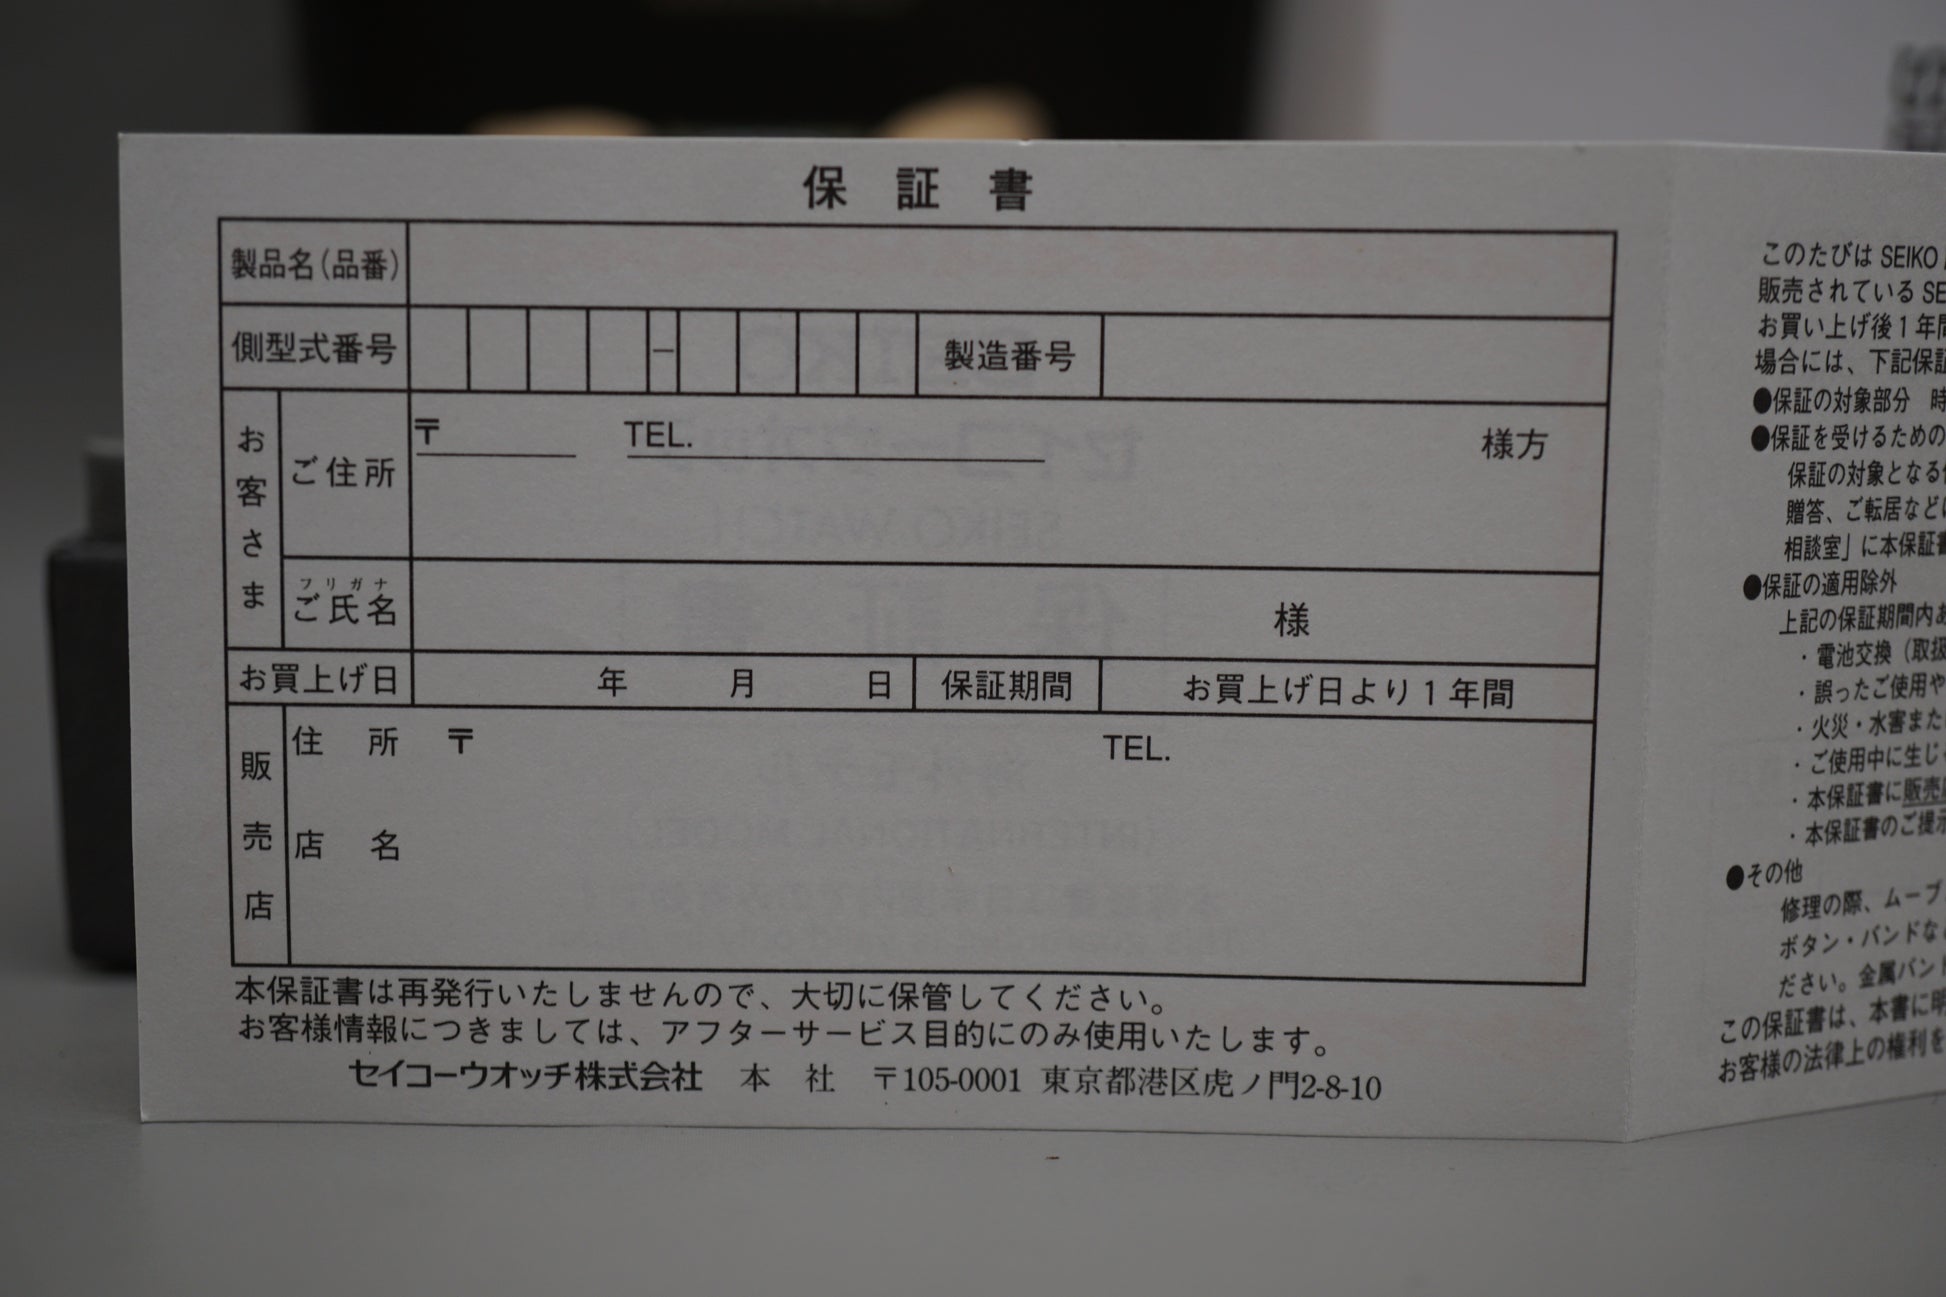 保 証 書
製品名(品番)
側型式番号 － 製造番号
お客さま
ご住所 〒 TEL. 様方
フリガナ
ご氏名 様
お買上げ日 年 月 日 保証期間 お買上げ日より1年間
販売店
住 所 〒 TEL.
店 名
本保証書は再発行いたしませんので、大切に保管してください。
お客様情報につきましては、アフターサービス目的にのみ使用いたします。
セイコーウオッチ株式会社 本 社 〒105-0001 東京都港区虎ノ門2-8-10
このたびは SEIKO
販売されている SE
お買い上げ後1年間
場合には、下記保証
●保証の対象部分 時
●保証を受けるための
保証の対象となる
贈答、ご転居など
相談室」に本保証書
●保証の適用除外
上記の保証期間内あ
・電池交換（取扱
・誤ったご使用や
・火災・水害また
・ご使用中に生じ
・本保証書に販売
・本保証書のご提示
●その他
修理の際、ムーブ
ボタン・バンドな
ださい。金属バンド
この保証書は、本書に明
お客様の法律上の権利を